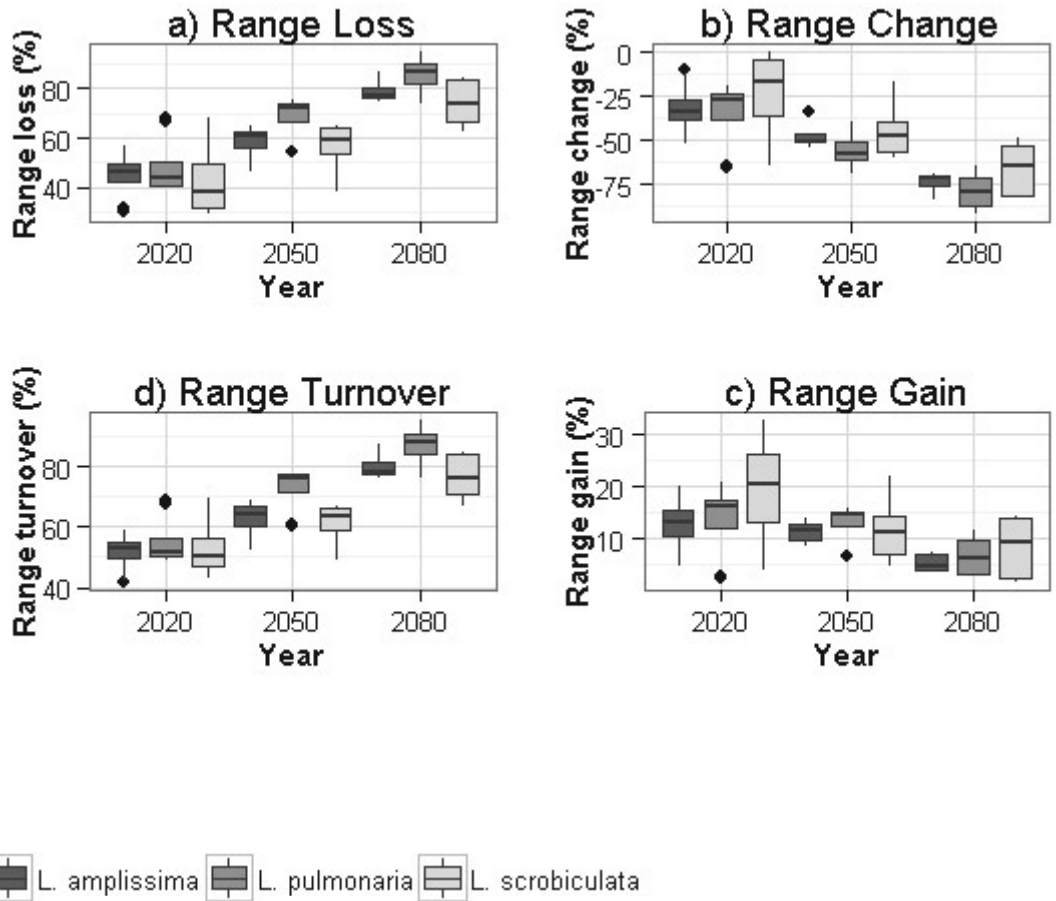 a) Range Loss
Range loss (%)
80
60
40
2020 2050 2080
Year
b) Range Change
Range change (%)
0
-25
-50
-75
2020 2050 2080
Year
d) Range Turnover
Range turnover (%)
80
60
40
2020 2050 2080
Year
c) Range Gain
Range gain (%)
30
20
10
2020 2050 2080
Year
L. amplissima L. pulmonaria L. scrobiculata